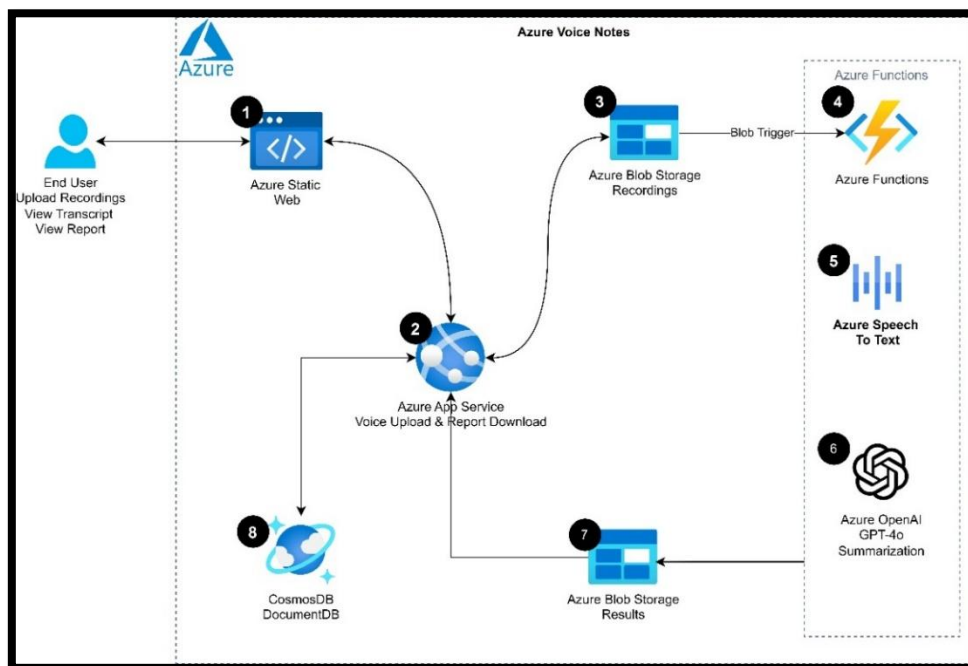 Azure Voice Notes
Azure
1
Azure Static
Web
End User
Upload Recordings
View Transcript
View Report
2
Azure App Service
Voice Upload & Report Download
3
Azure Blob Storage
Recordings
Blob Trigger
Azure Functions
4
Azure Functions
5
Azure Speech
To Text
6
Azure OpenAI
GPT-4o
Summarization
7
Azure Blob Storage
Results
8
CosmosDB
DocumentDB